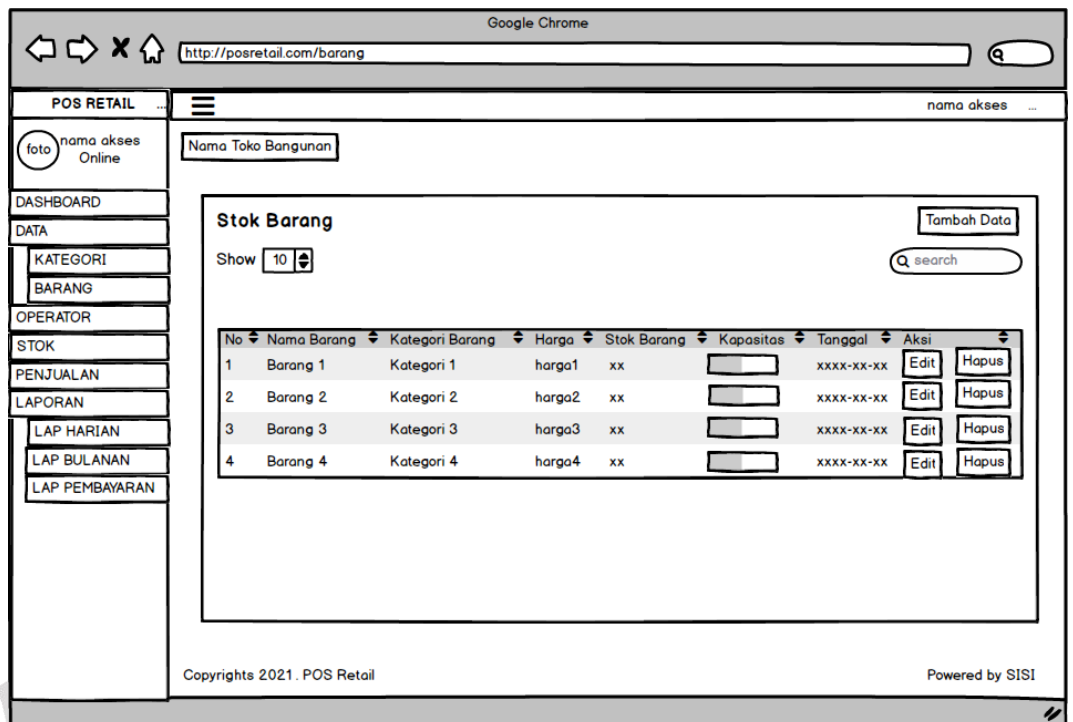 Google Chrome
http://posretail.com/barang
POS RETAIL ...
nama akses ...
foto
nama akses
Online
Nama Toko Bangunan
DASHBOARD
DATA
KATEGORI
BARANG
OPERATOR
STOK
PENJUALAN
LAPORAN
LAP HARIAN
LAP BULANAN
LAP PEMBAYARAN
Stok Barang
Tambah Data
Show 10
search
No Nama Barang Kategori Barang Harga Stok Barang Kapasitas Tanggal Aksi
1 Barang 1 Kategori 1 harga1 xx xxxx-xx-xx Edit Hapus
2 Barang 2 Kategori 2 harga2 xx xxxx-xx-xx Edit Hapus
3 Barang 3 Kategori 3 harga3 xx xxxx-xx-xx Edit Hapus
4 Barang 4 Kategori 4 harga4 xx xxxx-xx-xx Edit Hapus
Copyrights 2021. POS Retail
Powered by SISI